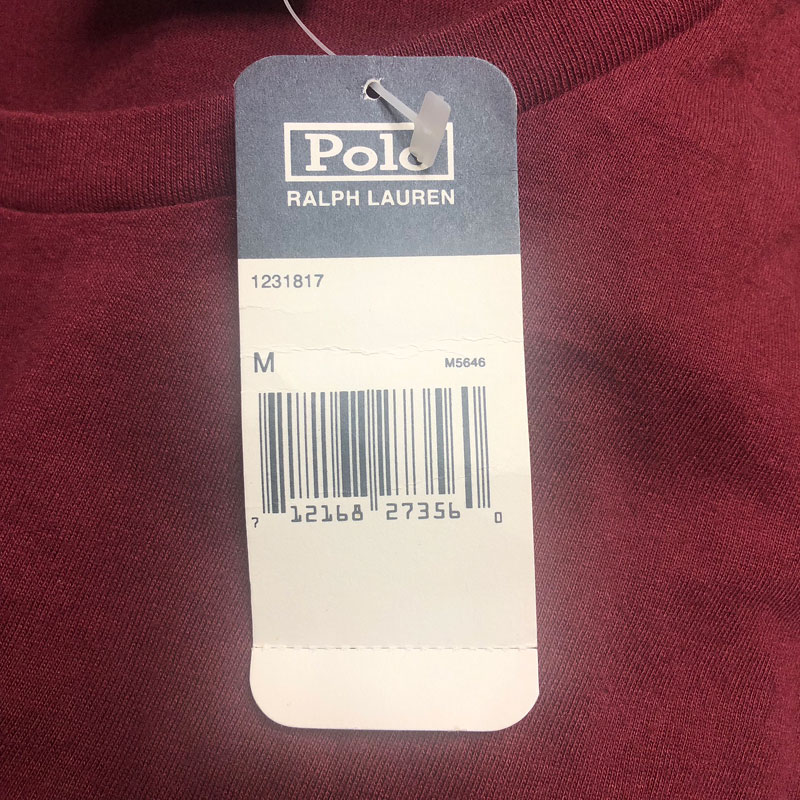 Polo
RALPH LAUREN
1231817
M M5646
7 12168 27356 0